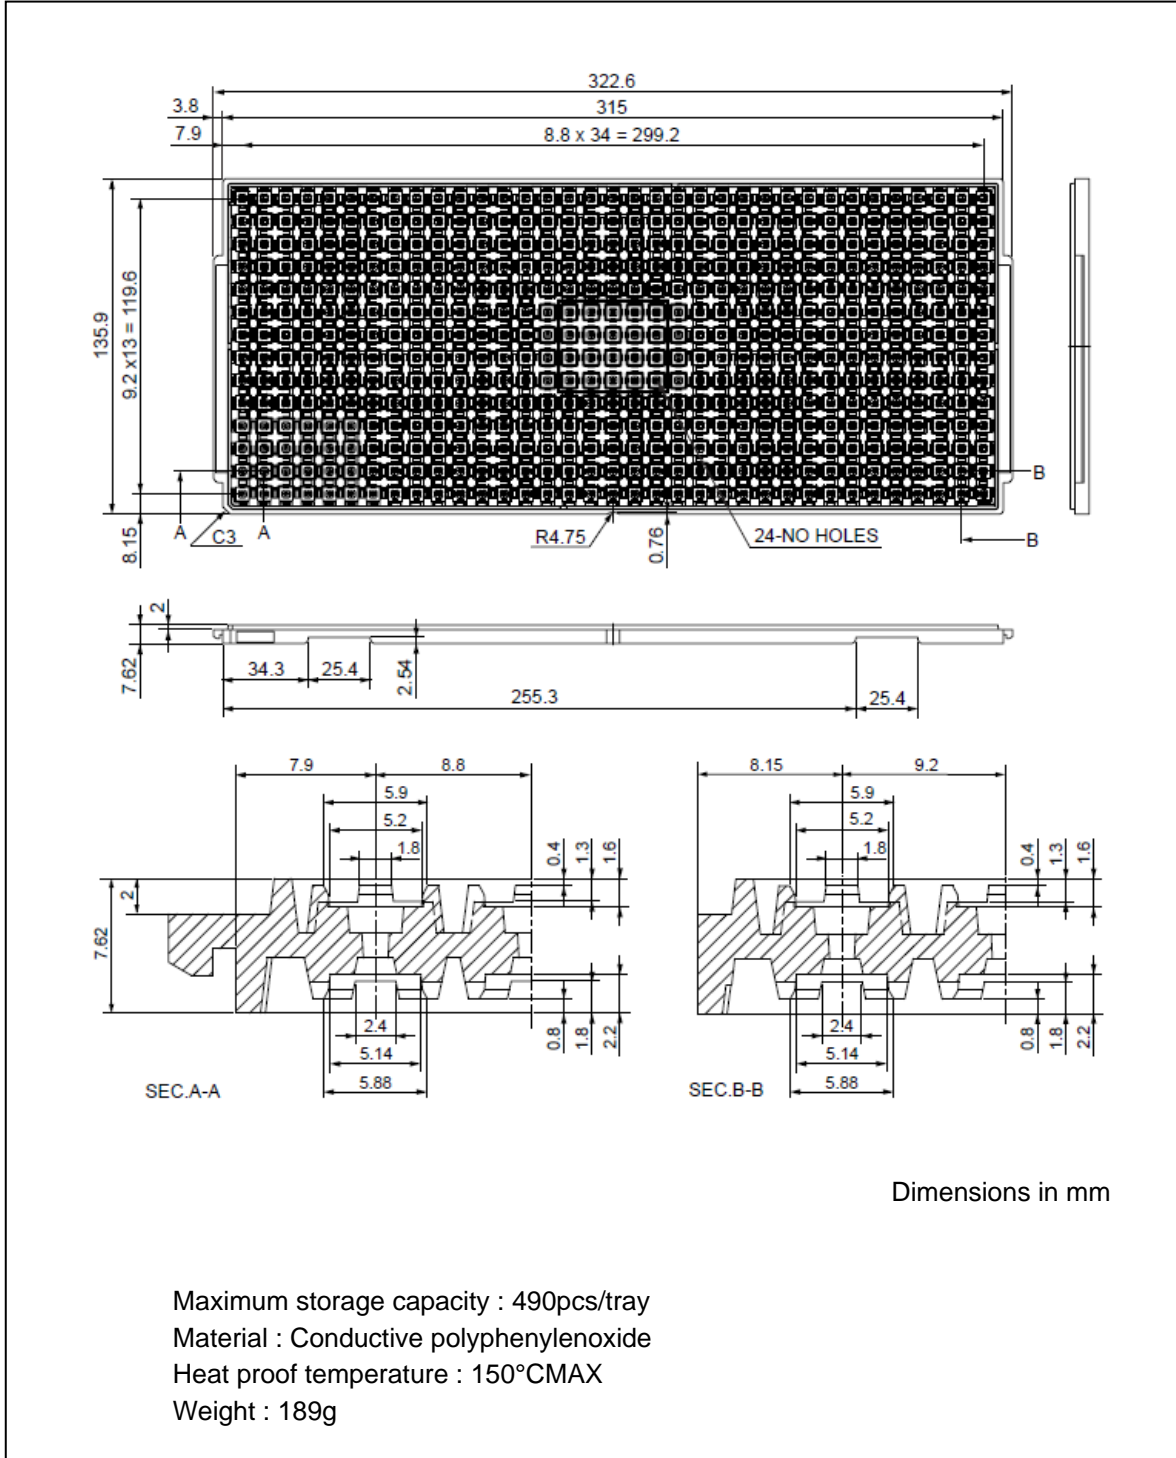 322.6
3.8
315
7.9
8.8 x 34 = 299.2
135.9
9.2 x13 = 119.6
8.15
A
C3
A
R4.75
0.76
24-NO HOLES
B
B
2
7.62
34.3
25.4
2.54
255.3
25.4
7.9
8.8
5.9
5.2
1.8
0.4
1.3
1.6
2
7.62
2.4
5.14
5.88
0.8
1.8
2.2
SEC.A-A
8.15
9.2
5.9
5.2
1.8
0.4
1.3
1.6
2.4
5.14
5.88
0.8
1.8
2.2
SEC.B-B
Dimensions in mm
Maximum storage capacity : 490pcs/tray
Material : Conductive polyphenylenoxide
Heat proof temperature : 150°CMAX
Weight : 189g